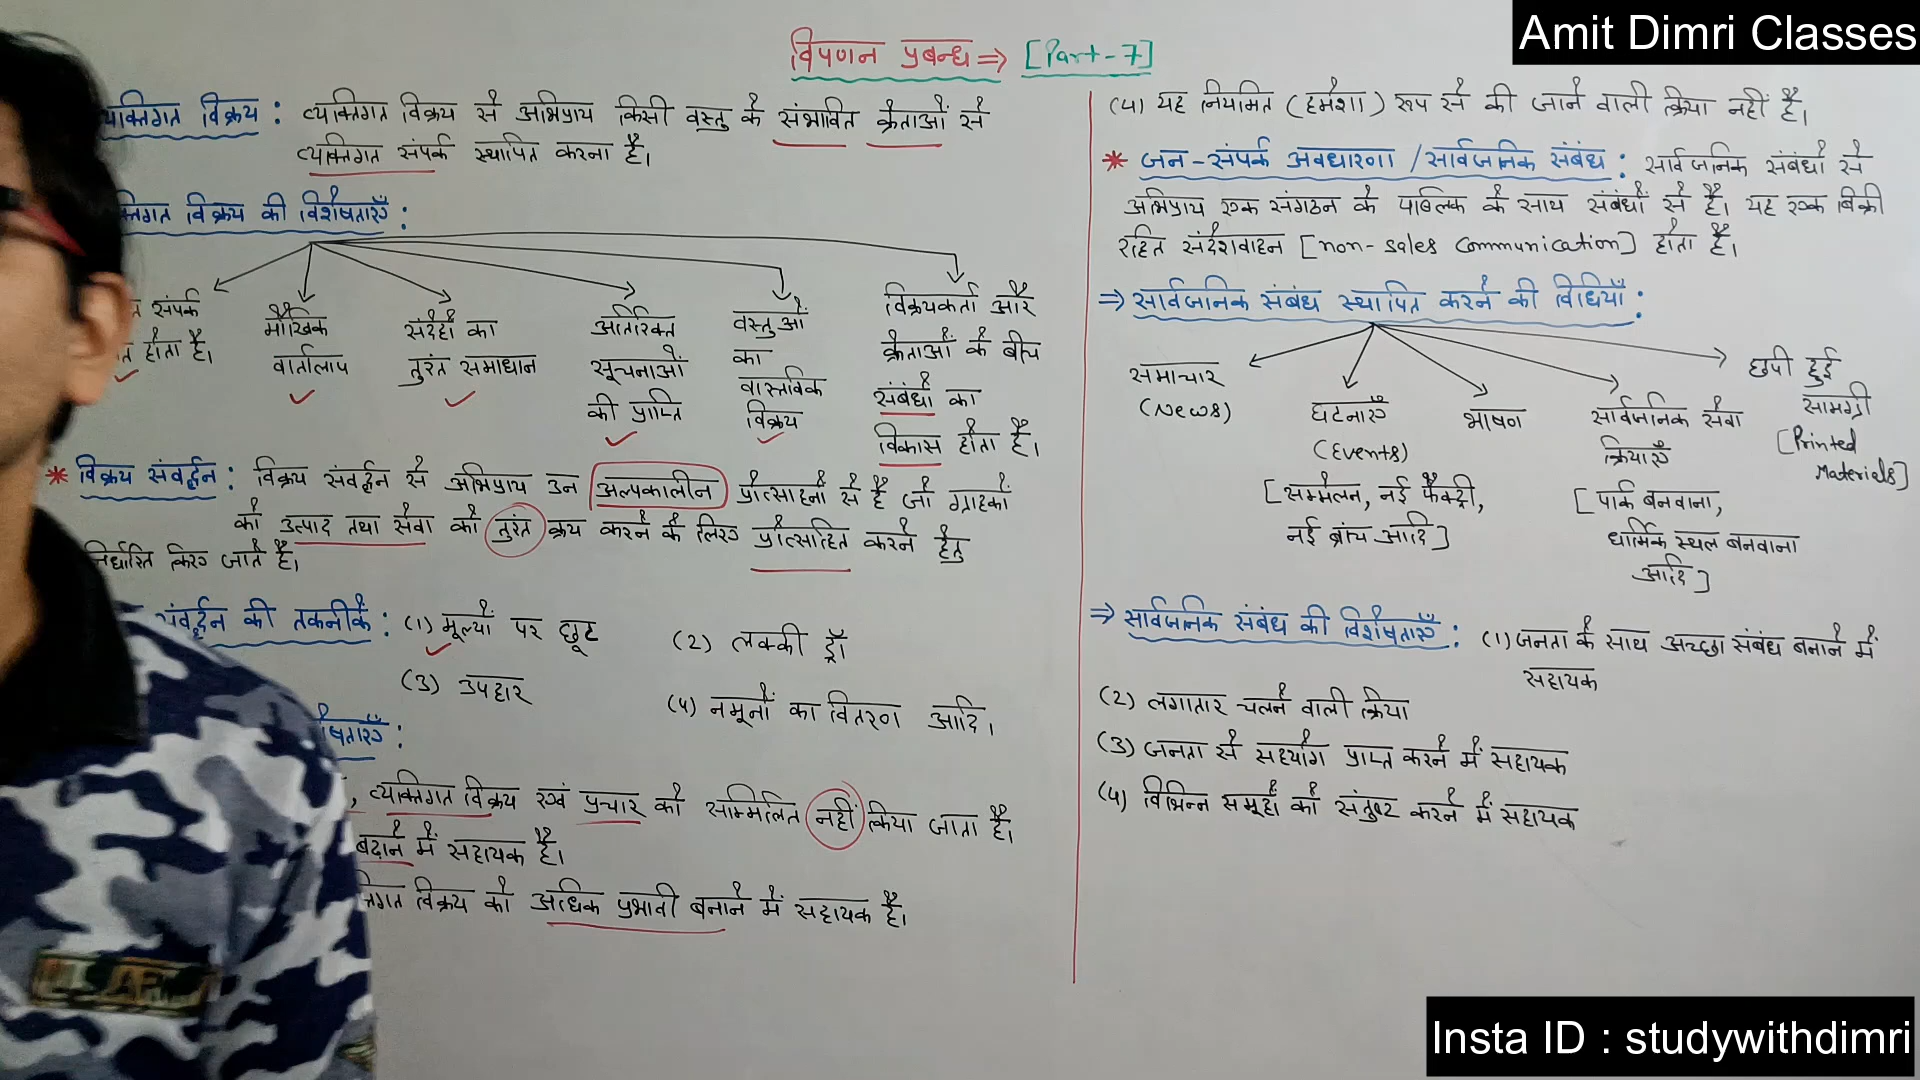 Amit Dimri Classes
विपणन प्रबन्ध ⇒ [Part-7]
व्यक्तिगत विक्रय : व्यक्तिगत विक्रय से अभिप्राय किसी वस्तु के संभावित क्रेताओं से
व्यक्तिगत संपर्क स्थापित करना है।
विक्रय की विशेषताएँ :
संपर्क
होता है।
मौखिक
वार्तालाप
संदेहों का
तुरंत समाधान
अतिरिक्त
सूचनाओं
की प्राप्ति
वस्तुओं
का
वास्तविक
विक्रय
विक्रयकर्ता और
क्रेताओं के बीच
संबंधों का
विकास होता है।
* विक्रय संवर्द्धन : विक्रय संवर्द्धन से अभिप्राय उन अल्पकालीन प्रोत्साहनों से है जो ग्राहकों
को उत्पाद तथा सेवा को तुरंत क्रय करने के लिए प्रोत्साहित करने हेतु
निर्धारित किए जाते हैं।
संवर्द्धन की तकनीकें : (1) मूल्यों पर छूट
(2) लक्की ड्रॉ
(3) उपहार
(4) नमूनों का वितरण आदि।
, व्यक्तिगत विक्रय एवं प्रचार को सम्मिलित नहीं किया जाता है।
में सहायक है।
विक्रय को अधिक प्रभावी बनाने में सहायक है।
(4) यह नियमित (हमेशा) रूप से की जाने वाली क्रिया नहीं है।
* जन-संपर्क अवधारणा / सार्वजनिक संबंध : सार्वजनिक संबंधों से
अभिप्राय एक संगठन के पब्लिक के साथ संबंधों से है। यह एक बिक्री
रहित संदेशवाहन [non-sales communication] होता है।
⇒ सार्वजनिक संबंध स्थापित करने की विधियाँ :
समाचार
(News)
घटनाएँ
(Events)
[सम्मेलन, नई फैक्ट्री,
नई ब्रांच आदि]
भाषण
सार्वजनिक सेवा
क्रियाएँ
[पार्क बनवाना,
धार्मिक स्थल बनवाना
आदि]
छपी हुई
सामग्री
[Printed
Materials]
⇒ सार्वजनिक संबंध की विशेषताएँ : (1) जनता के साथ अच्छा संबंध बनाने में
सहायक
(2) लगातार चलने वाली क्रिया
(3) जनता से सहयोग प्राप्त करने में सहायक
(4) विभिन्न समूहों को संतुष्ट करने में सहायक
Insta ID : studywithdimri